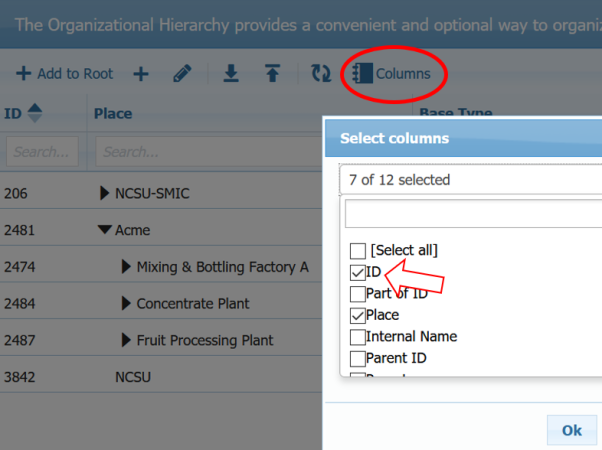 The Organizational Hierarchy provides a convenient and optional way to organiz
Add to Root Columns
ID Place Base Type
Search... Search...
206 NCSU-SMIC
2481 Acme
2474 Mixing & Bottling Factory A
2484 Concentrate Plant
2487 Fruit Processing Plant
3842 NCSU
Select columns
7 of 12 selected
[Select all]
ID
Part of ID
Place
Internal Name
Parent ID
Ok